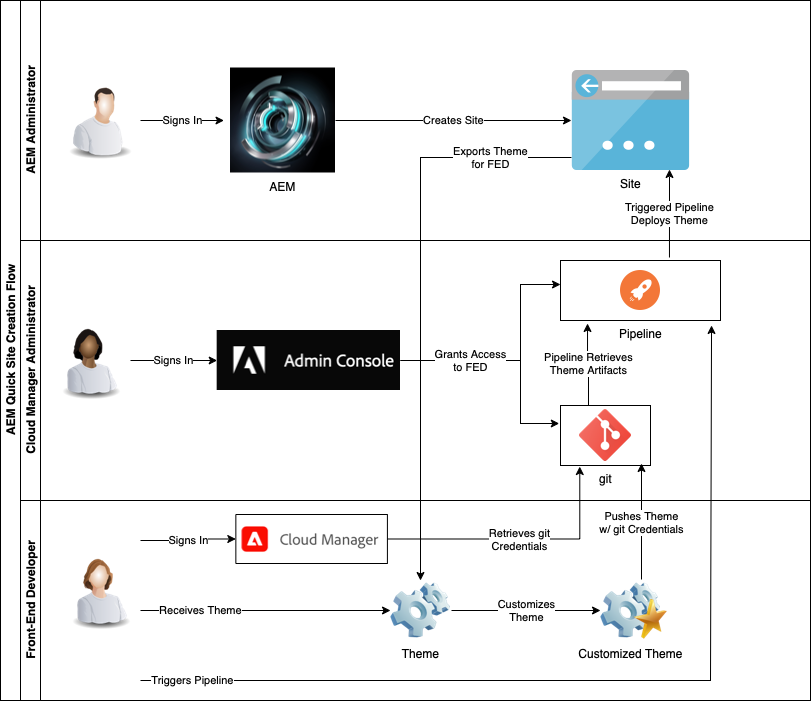 AEM Quick Site Creation Flow
AEM Administrator
Signs In
AEM
Creates Site
Exports Theme
for FED
Site
Triggered Pipeline
Deploys Theme
Cloud Manager Administrator
Signs In
Admin Console
Grants Access
to FED
Pipeline
Pipeline Retrieves
Theme Artifacts
git
Front-End Developer
Signs In
Cloud Manager
Retrieves git
Credentials
Pushes Theme
w/ git Credentials
Receives Theme
Theme
Customizes
Theme
Customized Theme
Triggers Pipeline